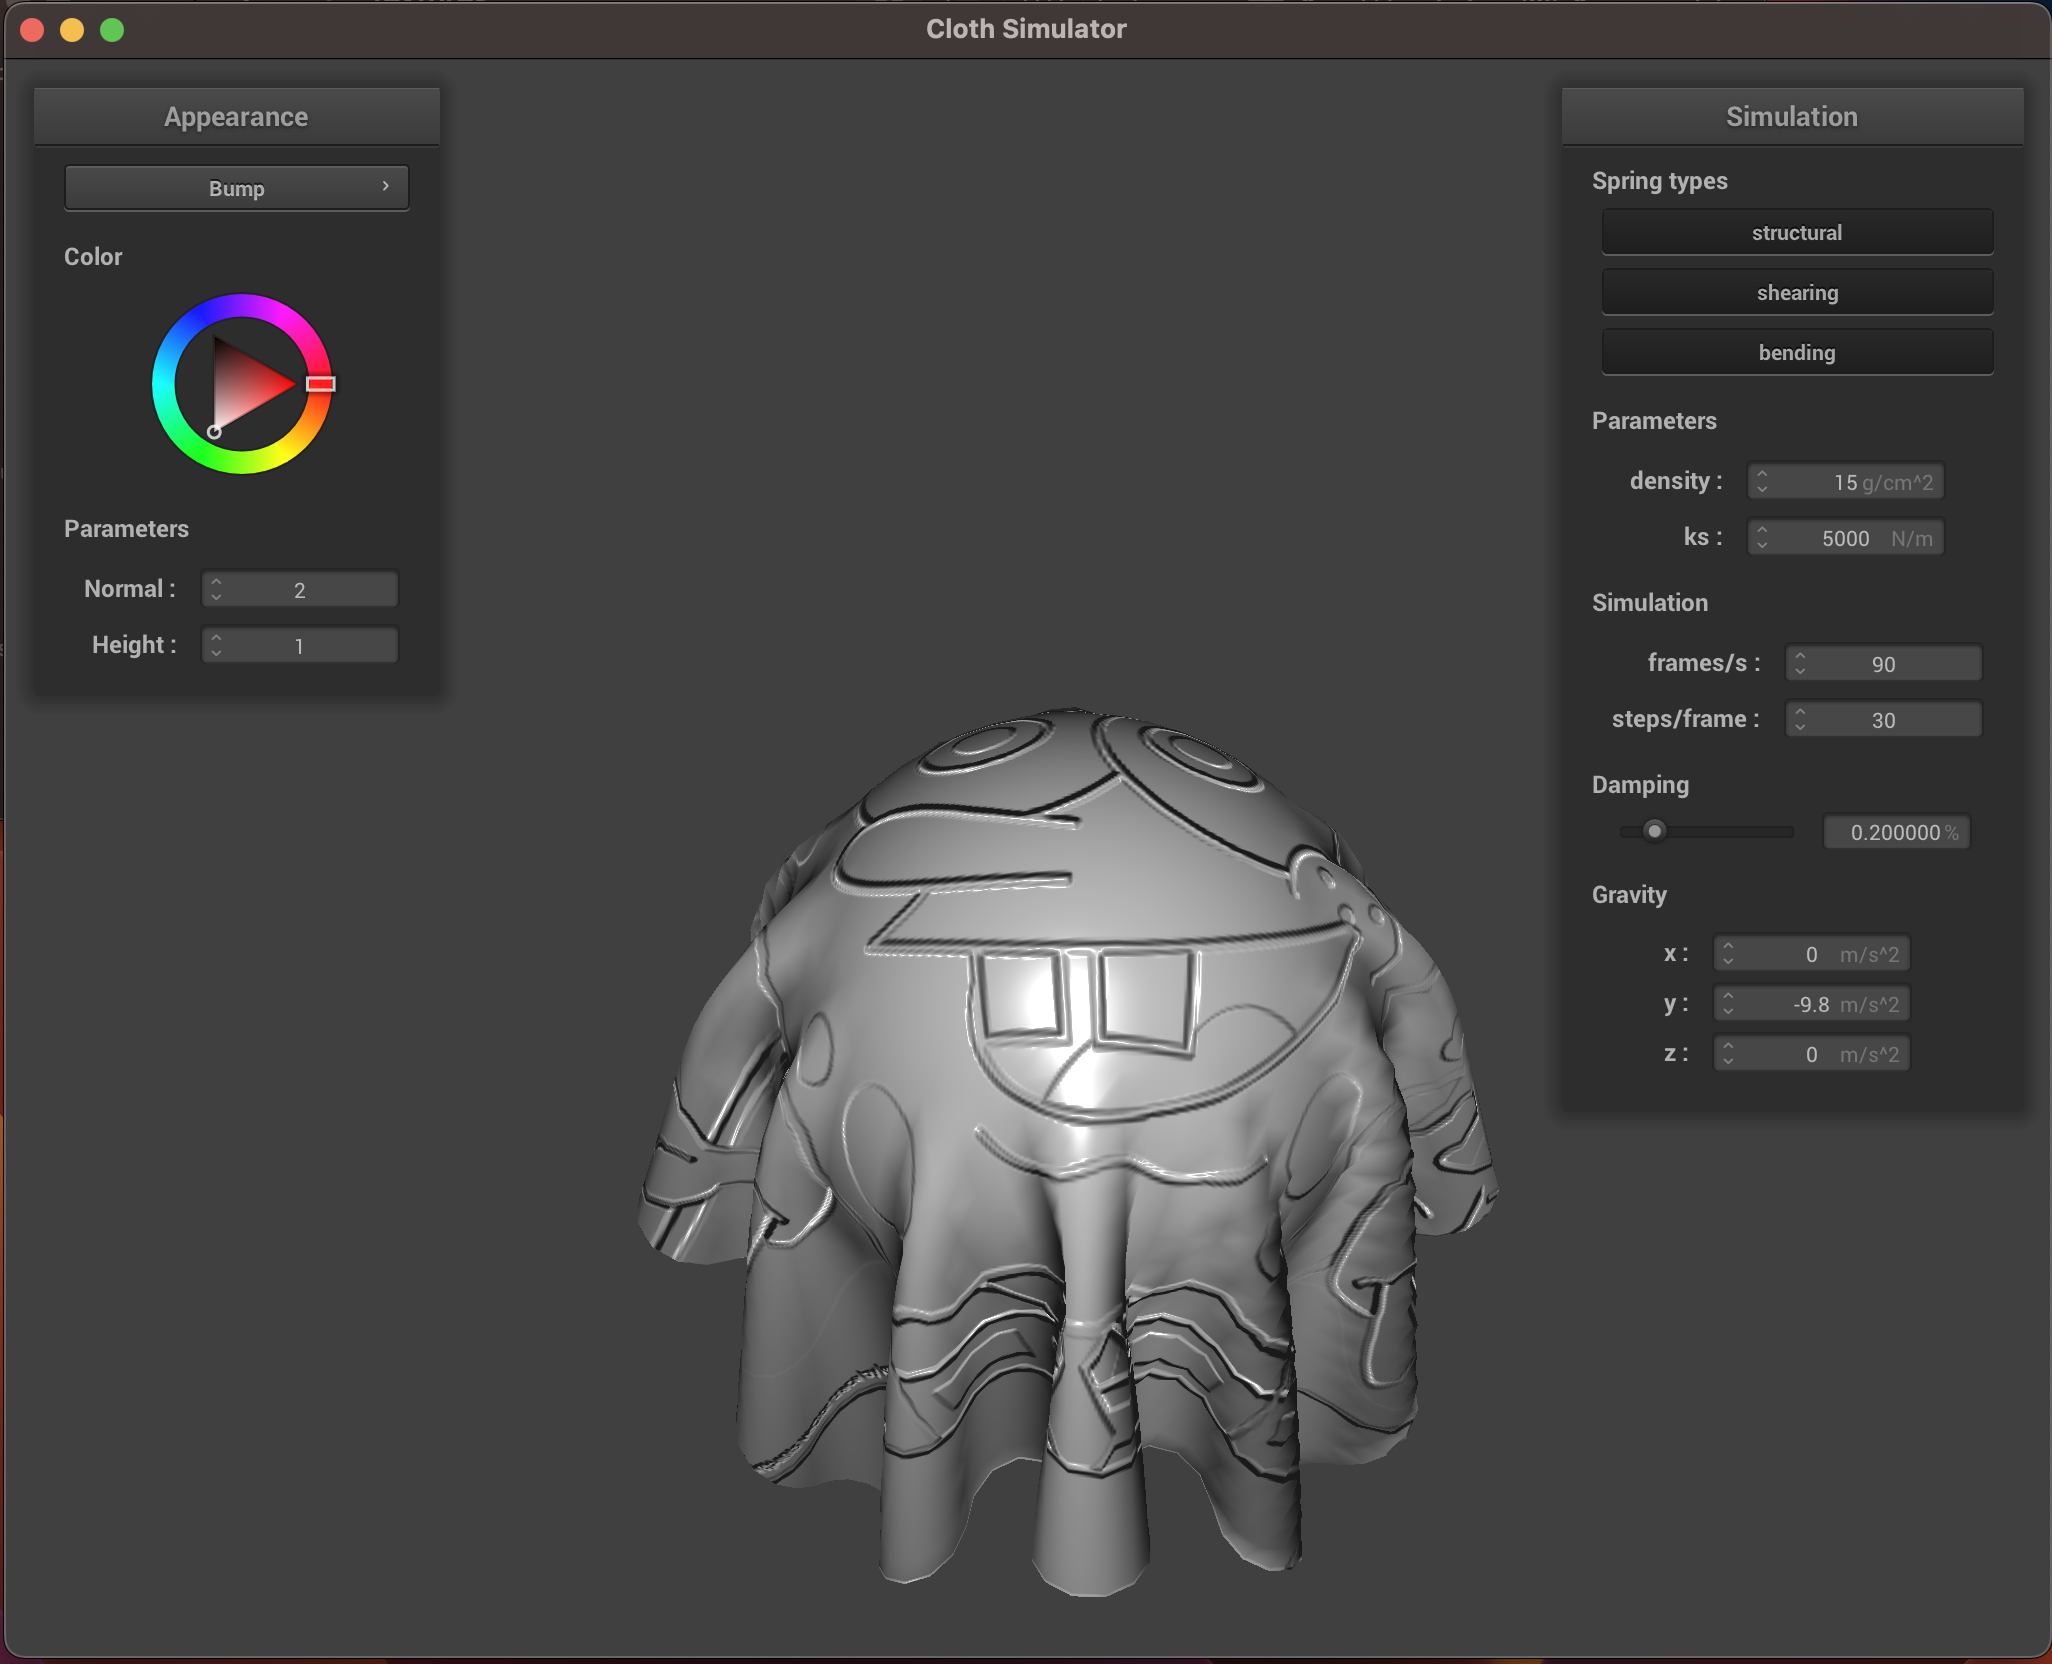 Cloth Simulator
Appearance
Bump
Color
Parameters
Normal : 2
Height : 1
Simulation
Spring types
structural
shearing
bending
Parameters
density : 15 g/cm^2
ks : 5000 N/m
Simulation
frames/s : 90
steps/frame : 30
Damping
0.200000 %
Gravity
x : 0 m/s^2
y : -9.8 m/s^2
z : 0 m/s^2